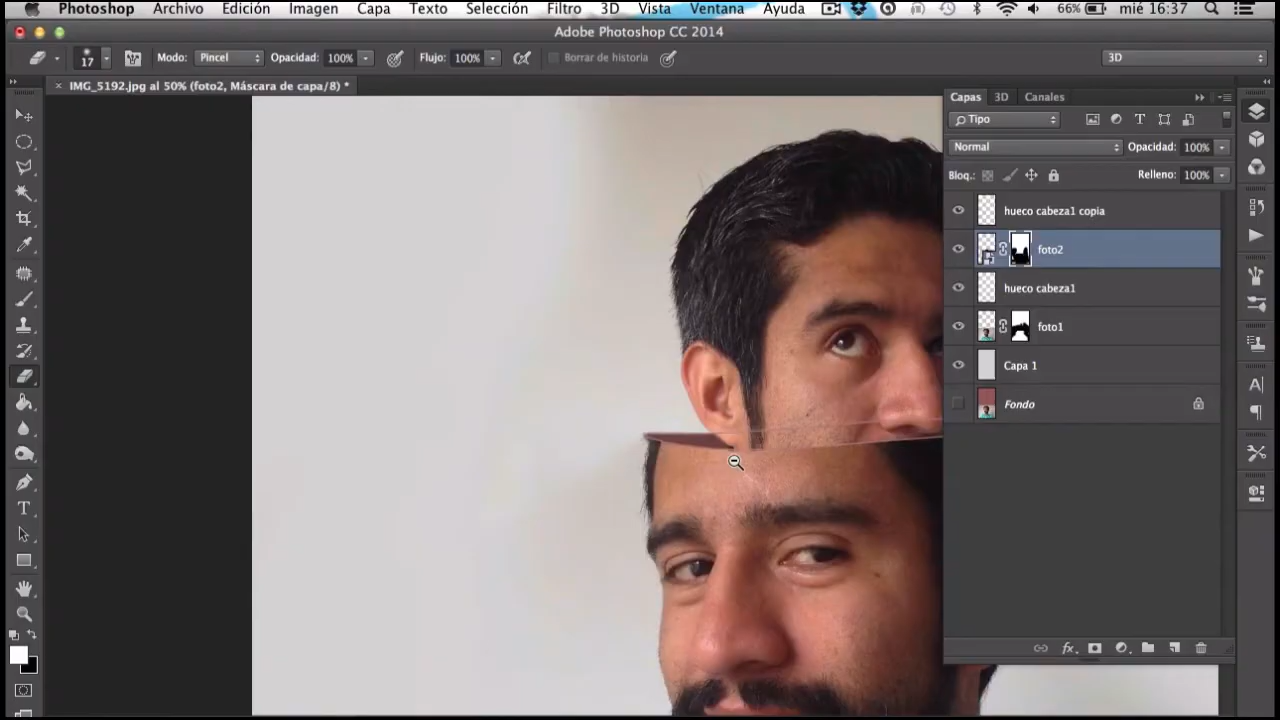 Photoshop Archivo Edición Imagen Capa Texto Selección Filtro 3D Vista Ventana Ayuda 66% mié 16:37
Adobe Photoshop CC 2014
17 Modo: Pincel Opacidad: 100% Flujo: 100% Borrar de historia 3D
× IMG_5192.jpg al 50% (foto2, Máscara de capa/8) *
Capas 3D Canales
Tipo
Normal Opacidad: 100%
Bloq.: Relleno: 100%
hueco cabeza1 copia
foto2
hueco cabeza1
foto1
Capa 1
Fondo
fx